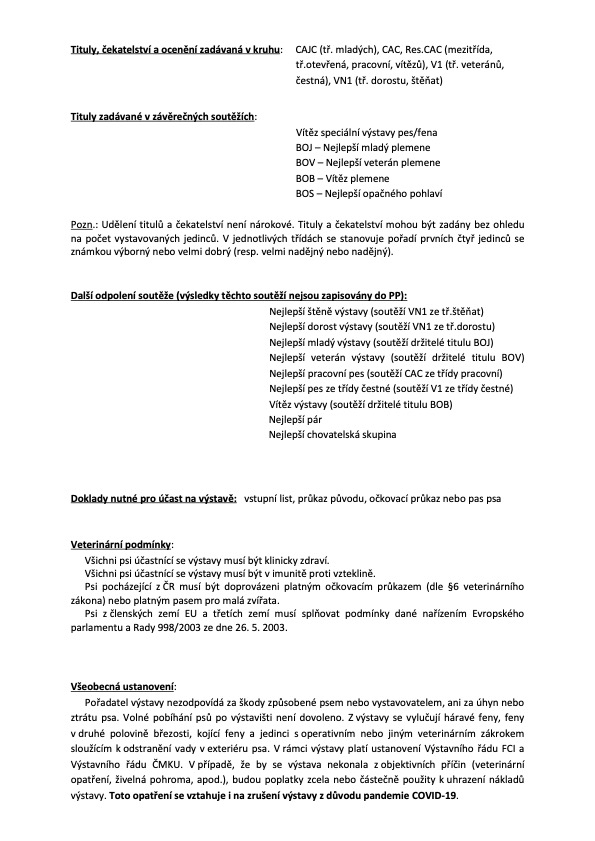 Tituly, čekatelství a ocenění zadávaná v kruhu: CAJC (tř. mladých), CAC, Res.CAC (mezitřída,
tř.otevřená, pracovní, vítězů), V1 (tř. veteránů,
čestná), VN1 (tř. dorostu, štěňat)
Tituly zadávané v závěrečných soutěžích:
Vítěz speciální výstavy pes/fena
BOJ – Nejlepší mladý plemene
BOV – Nejlepší veterán plemene
BOB – Vítěz plemene
BOS – Nejlepší opačného pohlaví
Pozn.: Udělení titulů a čekatelství není nárokové. Tituly a čekatelství mohou být zadány bez ohledu
na počet vystavovaných jedinců. V jednotlivých třídách se stanovuje pořadí prvních čtyř jedinců se
známkou výborný nebo velmi dobrý (resp. velmi nadějný nebo nadějný).
Další odpolení soutěže (výsledky těchto soutěží nejsou zapisovány do PP):
Nejlepší štěně výstavy (soutěží VN1 ze tř.štěňat)
Nejlepší dorost výstavy (soutěží VN1 ze tř.dorostu)
Nejlepší mladý výstavy (soutěží držitelé titulu BOJ)
Nejlepší veterán výstavy (soutěží držitelé titulu BOV)
Nejlepší pracovní pes (soutěží CAC ze třídy pracovní)
Nejlepší pes ze třídy čestné (soutěží V1 ze třídy čestné)
Vítěz výstavy (soutěží držitelé titulu BOB)
Nejlepší pár
Nejlepší chovatelská skupina
Doklady nutné pro účast na výstavě: vstupní list, průkaz původu, očkovací průkaz nebo pas psa
Veterinární podmínky:
Všichni psi účastnící se výstavy musí být klinicky zdraví.
Všichni psi účastnící se výstavy musí být v imunitě proti vzteklině.
Psi pocházející z ČR musí být doprovázeni platným očkovacím průkazem (dle §6 veterinárního
zákona) nebo platným pasem pro malá zvířata.
Psi z členských zemí EU a třetích zemí musí splňovat podmínky dané nařízením Evropského
parlamentu a Rady 998/2003 ze dne 26. 5. 2003.
Všeobecná ustanovení:
Pořadatel výstavy nezodpovídá za škody způsobené psem nebo vystavovatelem, ani za úhyn nebo
ztrátu psa. Volné pobíhání psů po výstavišti není dovoleno. Z výstavy se vylučují háravé feny, feny
v druhé polovině březosti, kojící feny a jedinci s operativním nebo jiným veterinárním zákrokem
sloužícím k odstranění vady v exteriéru psa. V rámci výstavy platí ustanovení Výstavního řádu FCI a
Výstavního řádu ČMKU. V případě, že by se výstava nekonala z objektivních příčin (veterinární
opatření, živelná pohroma, apod.), budou poplatky zcela nebo částečně použity k uhrazení nákladů
výstavy. Toto opatření se vztahuje i na zrušení výstavy z důvodu pandemie COVID-19.